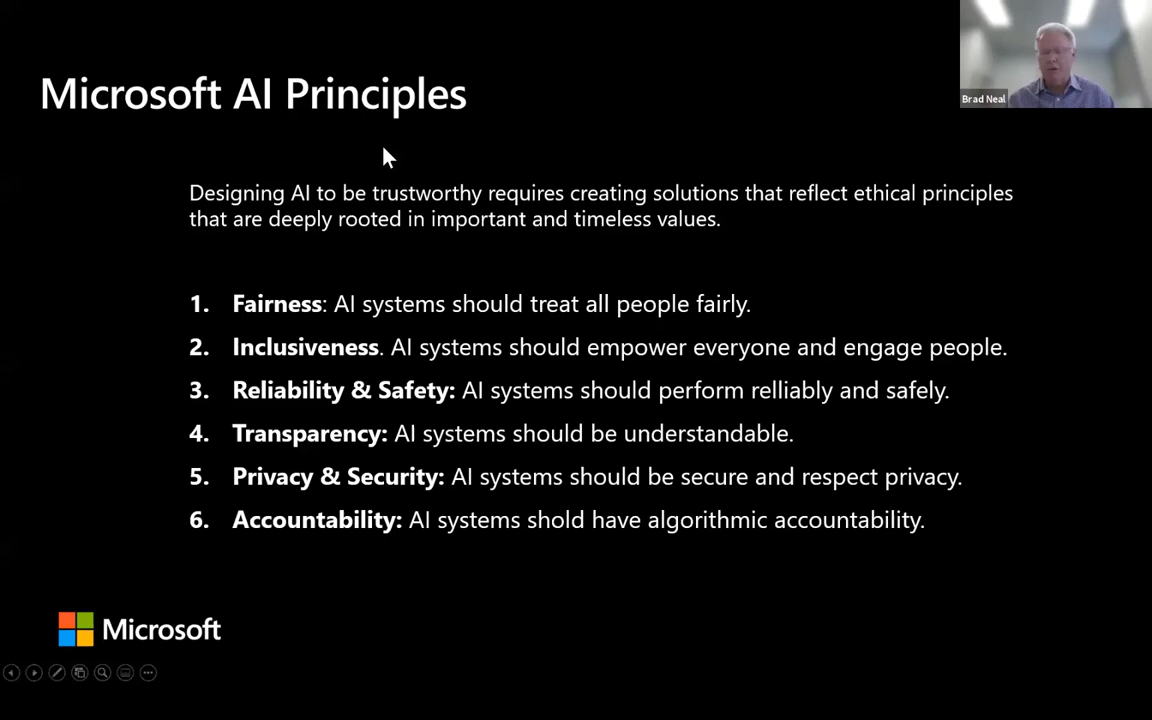 Microsoft AI Principles
Brad Neal
Designing AI to be trustworthy requires creating solutions that reflect ethical principles
that are deeply rooted in important and timeless values.
1. Fairness: AI systems should treat all people fairly.
2. Inclusiveness. AI systems should empower everyone and engage people.
3. Reliability & Safety: AI systems should perform relliably and safely.
4. Transparency: AI systems should be understandable.
5. Privacy & Security: AI systems should be secure and respect privacy.
6. Accountability: AI systems shold have algorithmic accountability.
Microsoft